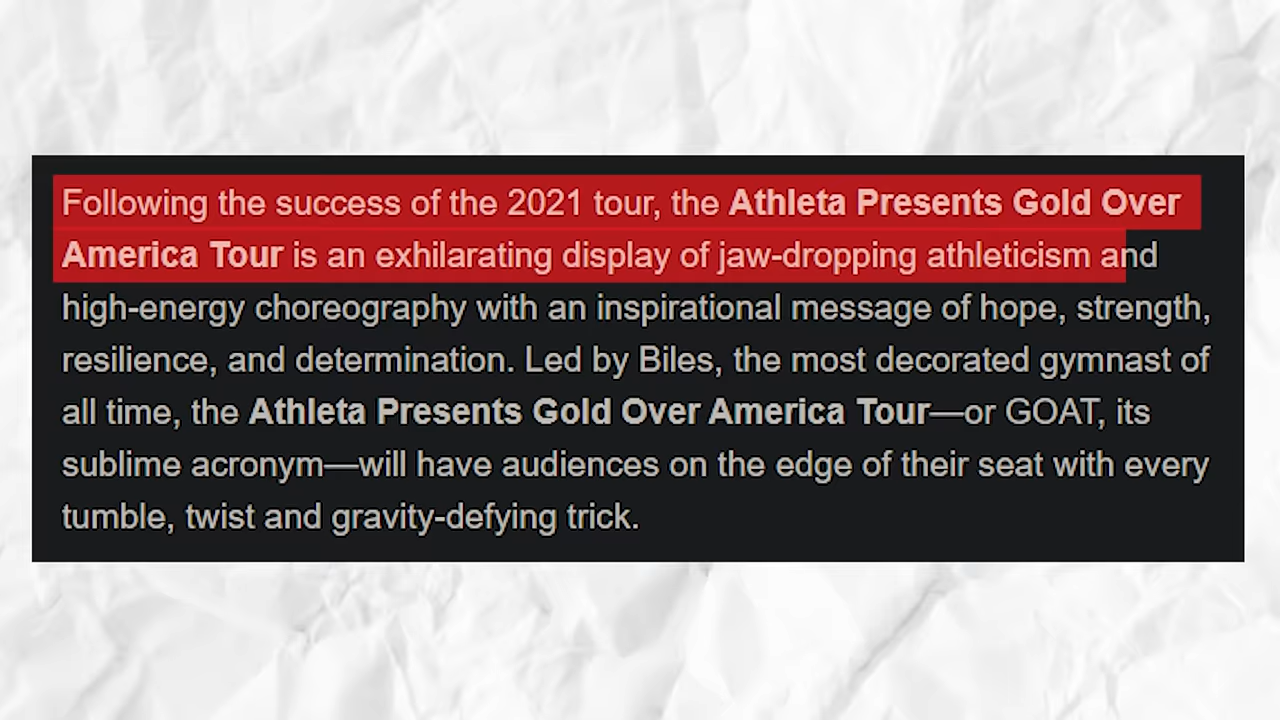 Following the success of the 2021 tour, the Athleta Presents Gold Over
America Tour is an exhilarating display of jaw-dropping athleticism and
high-energy choreography with an inspirational message of hope, strength,
resilience, and determination. Led by Biles, the most decorated gymnast of
all time, the Athleta Presents Gold Over America Tour—or GOAT, its
sublime acronym—will have audiences on the edge of their seat with every
tumble, twist and gravity-defying trick.